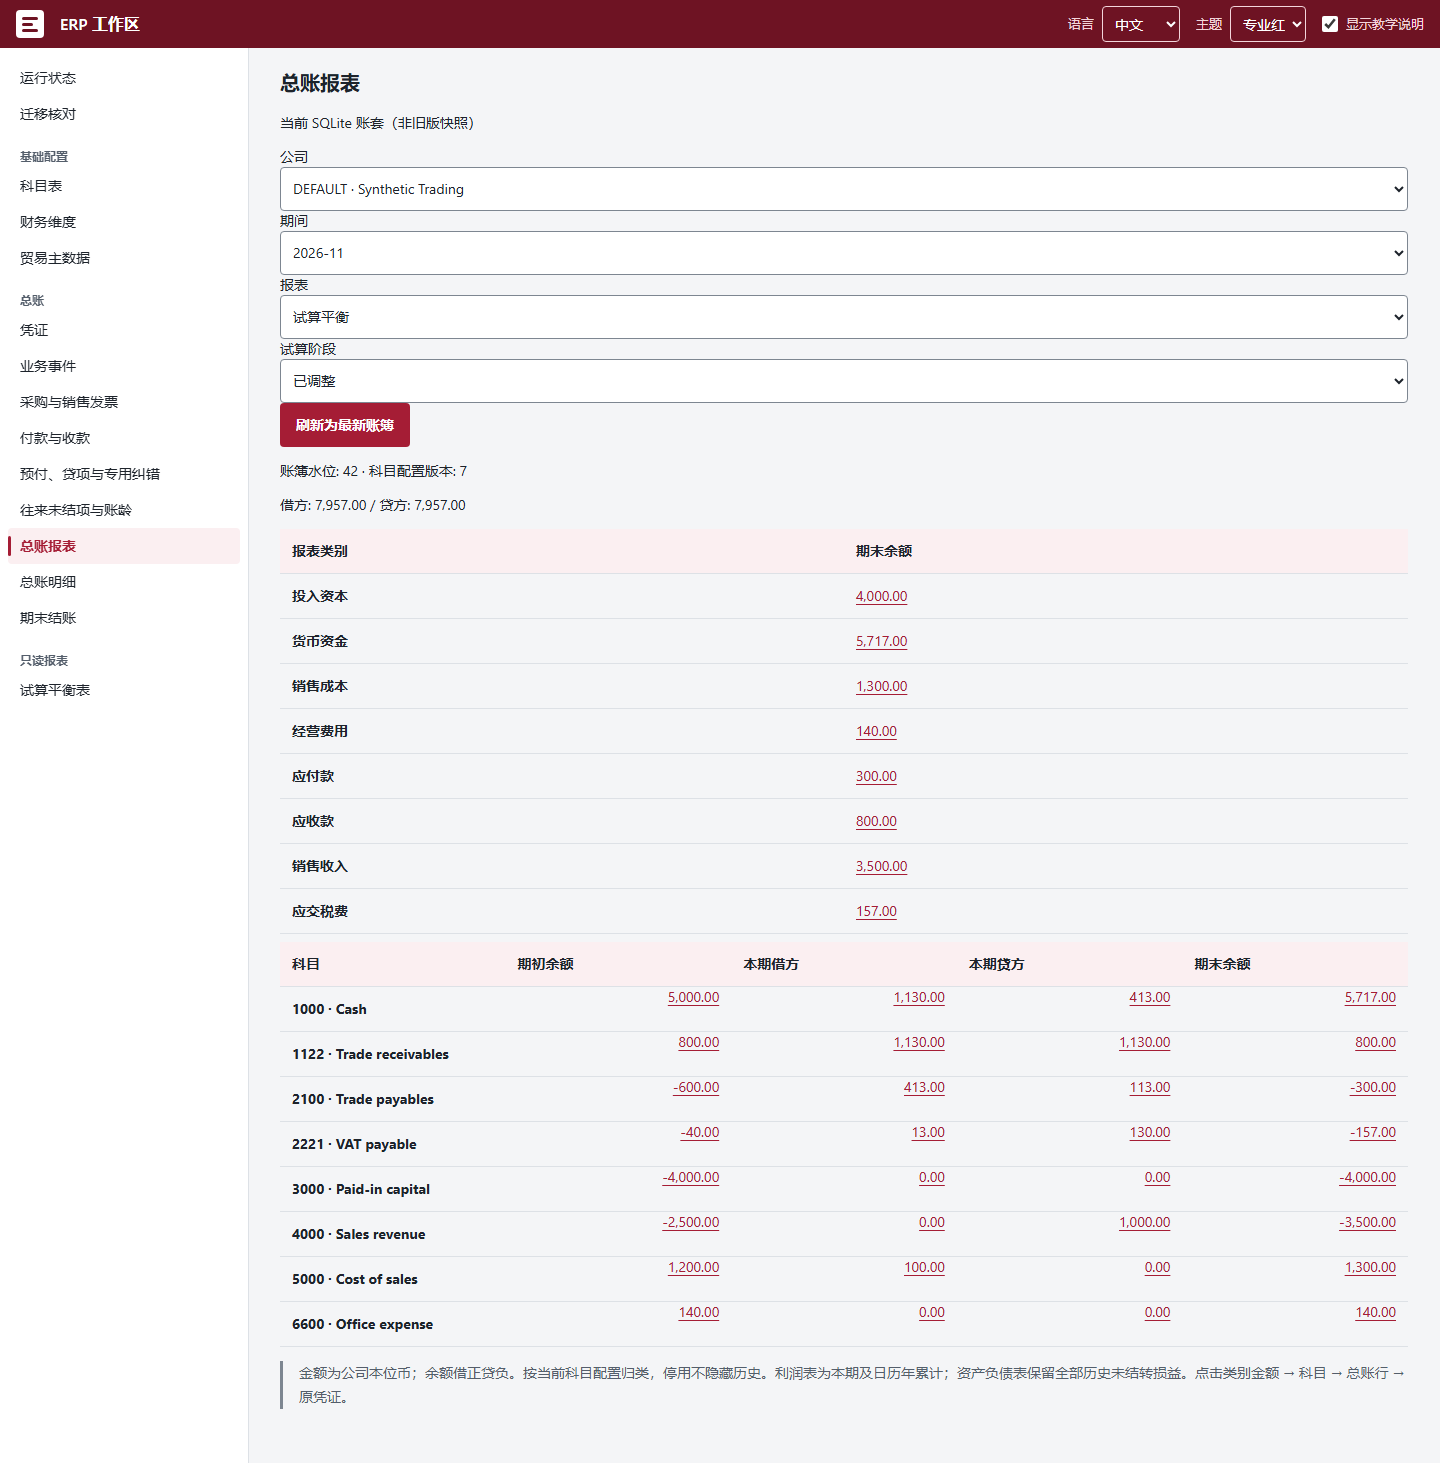 ERP 工作区
语言 中文 主题 专业红 显示教学说明
运行状态
迁移核对
基础配置
科目表
财务维度
贸易主数据
总账
凭证
业务事件
采购与销售发票
付款与收款
预付、贷项与专用纠错
往来未结项与账龄
总账报表
总账明细
期末结账
只读报表
试算平衡表
总账报表
当前 SQLite 账套（非旧版快照）
公司
DEFAULT · Synthetic Trading
期间
2026-11
报表
试算平衡
试算阶段
已调整
刷新为最新账簿
账簿水位: 42 · 科目配置版本: 7
借方: 7,957.00 / 贷方: 7,957.00
报表类别 期末余额
投入资本 4,000.00
货币资金 5,717.00
销售成本 1,300.00
经营费用 140.00
应付款 300.00
应收款 800.00
销售收入 3,500.00
应交税费 157.00
科目 期初余额 本期借方 本期贷方 期末余额
1000 · Cash 5,000.00 1,130.00 413.00 5,717.00
1122 · Trade receivables 800.00 1,130.00 1,130.00 800.00
2100 · Trade payables -600.00 413.00 113.00 -300.00
2221 · VAT payable -40.00 13.00 130.00 -157.00
3000 · Paid-in capital -4,000.00 0.00 0.00 -4,000.00
4000 · Sales revenue -2,500.00 0.00 1,000.00 -3,500.00
5000 · Cost of sales 1,200.00 100.00 0.00 1,300.00
6600 · Office expense 140.00 0.00 0.00 140.00
金额为公司本位币；余额借正贷负。按当前科目配置归类，停用不隐藏历史。利润表为本期及日历年累计；资产负债表保留全部历史未结转损益。点击类别金额 → 科目 → 总账行 →
原凭证。